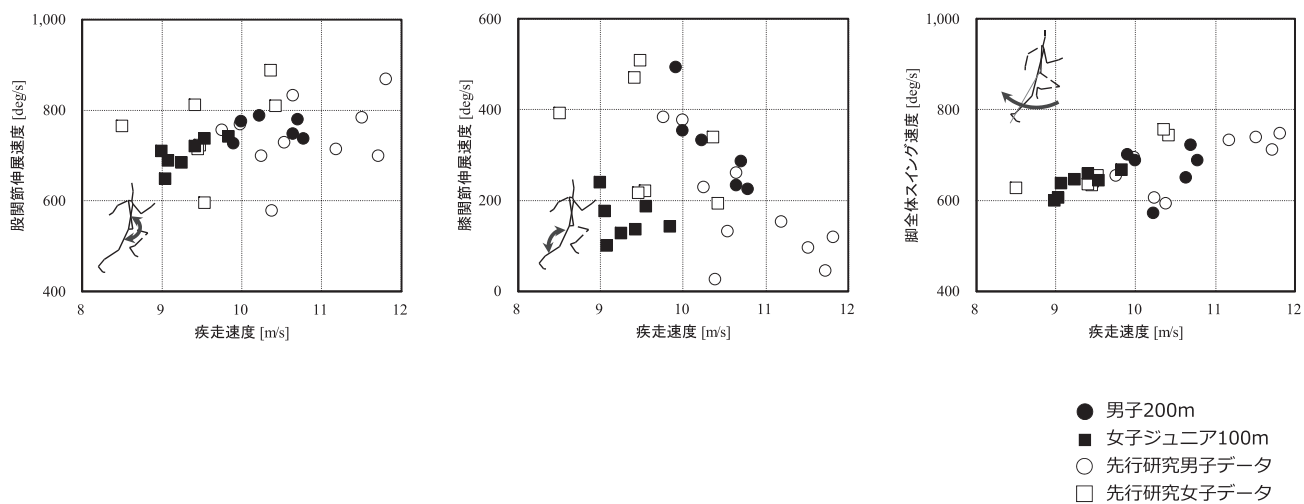 1,000
800
600
400
8
9
10
11
12
膝関節伸展速度 [deg/s]
疾走速度 [m/s]
600
400
200
0
8
9
10
11
12
膝関節伸展速度 [deg/s]
疾走速度 [m/s]
1,000
800
600
400
8
9
10
11
12
脚全体スイング速度 [deg/s]
疾走速度 [m/s]
男子200m
女子ジュニア100m
先行研究男子データ
先行研究女子データ